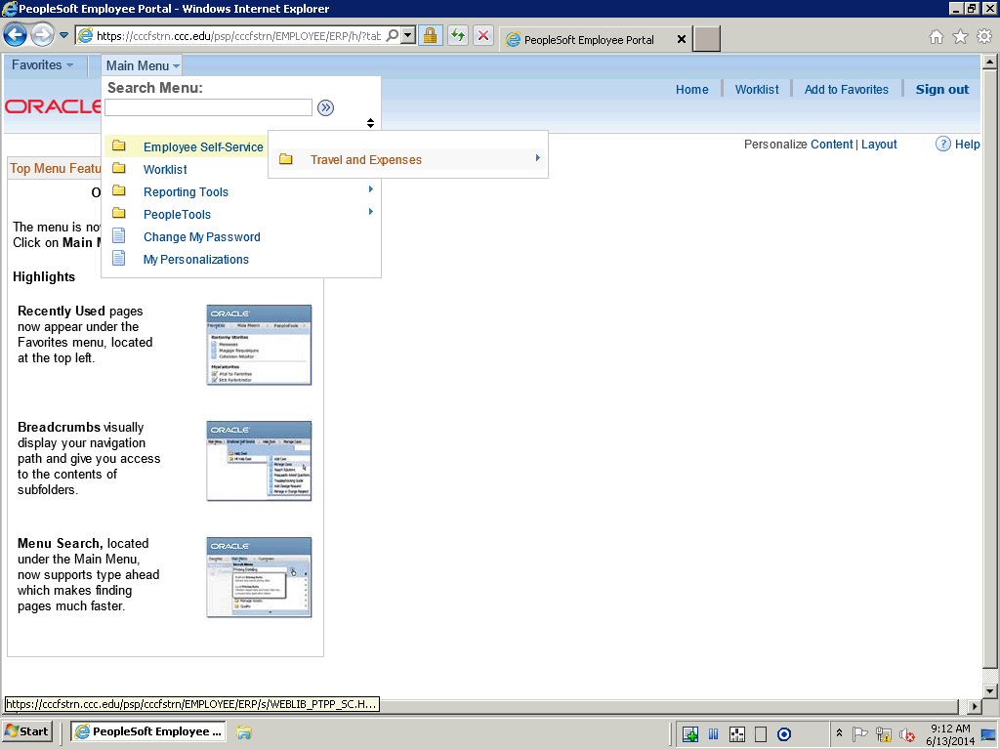 PeopleSoft Employee Portal - Windows Internet Explorer
https://cccfstrn.ccc.edu/psp/cccfstrn/EMPLOYEE/ERP/h/?tab
PeopleSoft Employee Portal
Favorites
Main Menu
Search Menu:
ORACLE
Home
Worklist
Add to Favorites
Sign out
Personalize Content | Layout
Help
Employee Self-Service
Travel and Expenses
Worklist
Reporting Tools
PeopleTools
Change My Password
My Personalizations
Top Menu Featu
O
The menu is nov
Click on Main M
Highlights
Recently Used pages
now appear under the
Favorites menu, located
at the top left.
ORACLE
Breadcrumbs visually
display your navigation
path and give you access
to the contents of
subfolders.
ORACLE
Menu Search, located
under the Main Menu,
now supports type ahead
which makes finding
pages much faster.
ORACLE
https://cccfstrn.ccc.edu/psp/cccfstrn/EMPLOYEE/ERP/s/WEBLIB_PTPP_SC.H...
Start
PeopleSoft Employee ...
9:12 AM
6/13/2014